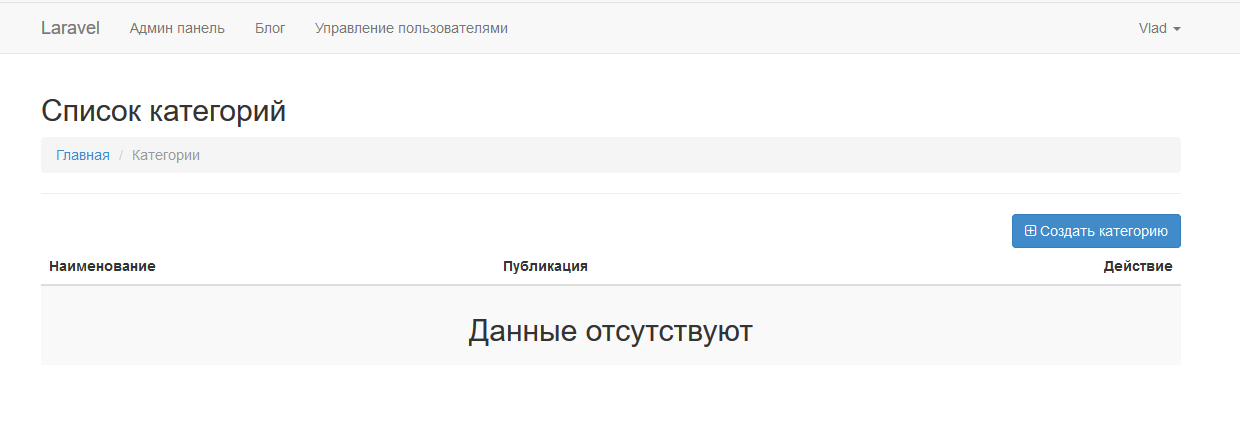 Laravel Админ панель Блог Управление пользователями Vlad
Список категорий
Главная / Категории
Создать категорию
Наименование Публикация Действие
Данные отсутствуют